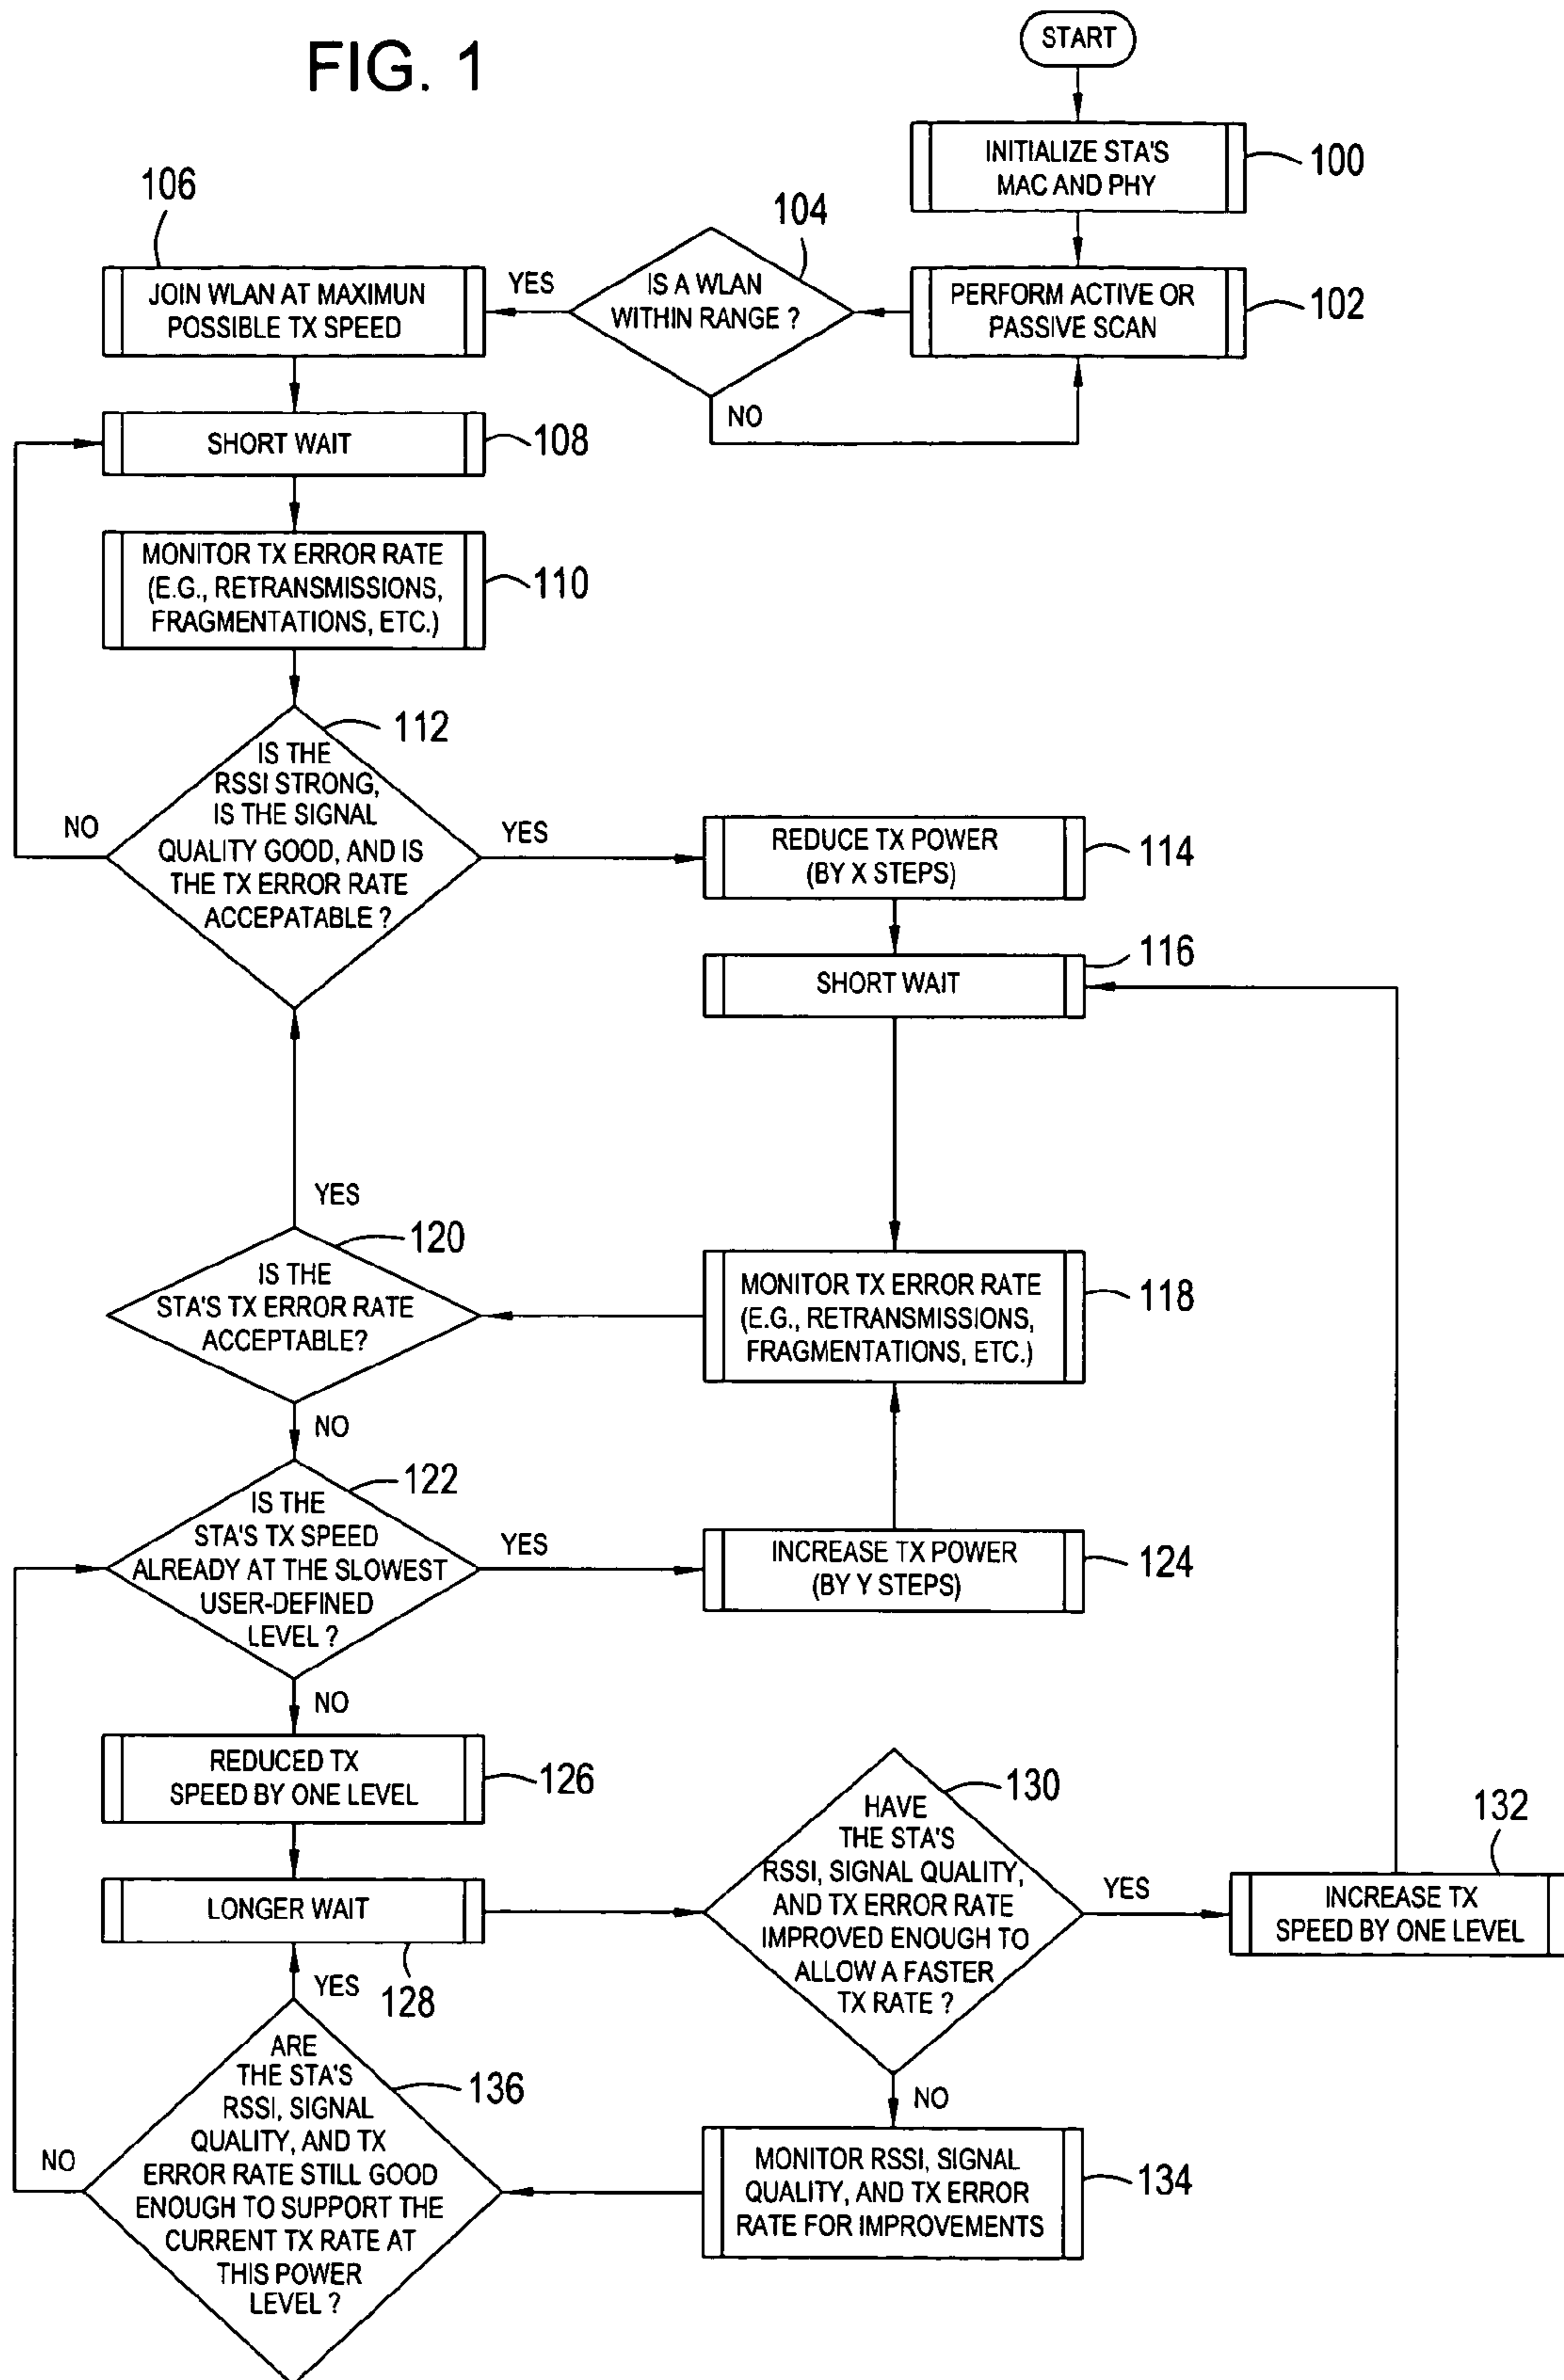 FIG. 1
START
INITIALIZE STA'S
MAC AND PHY
100
106
104
JOIN WLAN AT MAXIMUN
POSSIBLE TX SPEED
YES
IS A WLAN
WITHIN RANGE ?
PERFORM ACTIVE OR
PASSIVE SCAN
102
NO
SHORT WAIT
108
MONITOR TX ERROR RATE
(E.G., RETRANSMISSIONS,
FRAGMENTATIONS, ETC.)
110
112
IS THE
RSSI STRONG,
IS THE SIGNAL
QUALITY GOOD, AND IS
THE TX ERROR RATE
ACCEPATABLE ?
NO
YES
REDUCE TX POWER
(BY X STEPS)
114
SHORT WAIT
116
YES
120
IS THE
STA'S TX ERROR RATE
ACCEPTABLE?
MONITOR TX ERROR RATE
(E.G., RETRANSMISSIONS,
FRAGMENTATIONS, ETC.)
118
NO
122
IS THE
STA'S TX SPEED
ALREADY AT THE SLOWEST
USER-DEFINED
LEVEL ?
YES
INCREASE TX POWER
(BY Y STEPS)
124
NO
REDUCED TX
SPEED BY ONE LEVEL
126
130
HAVE
THE STA'S
RSSI, SIGNAL QUALITY,
AND TX ERROR RATE
IMPROVED ENOUGH TO
ALLOW A FASTER
TX RATE ?
YES
132
INCREASE TX
SPEED BY ONE LEVEL
LONGER WAIT
128
YES
NO
ARE
THE STA'S
RSSI, SIGNAL
QUALITY, AND TX
ERROR RATE STILL GOOD
ENOUGH TO SUPPORT THE
CURRENT TX RATE AT
THIS POWER
LEVEL ?
136
NO
MONITOR RSSI, SIGNAL
QUALITY, AND TX ERROR
RATE FOR IMPROVEMENTS
134